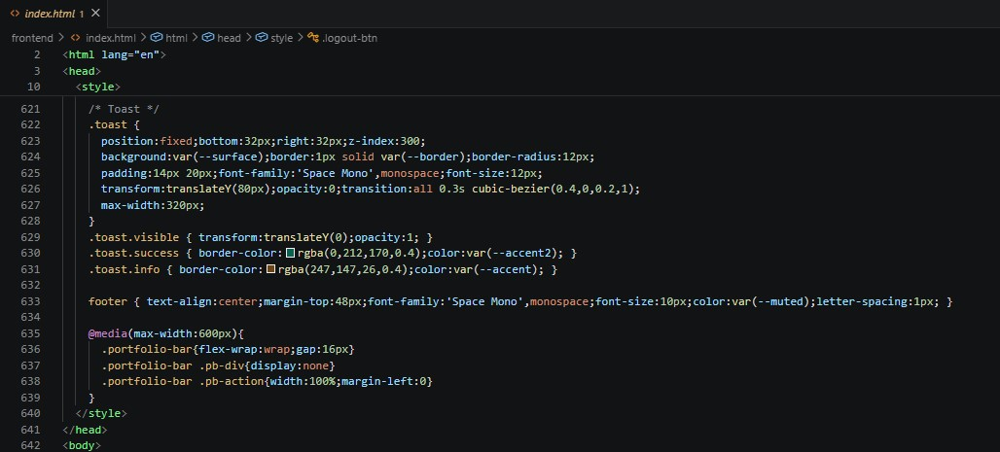 index.html 1
frontend > index.html > html > head > style > .logout-btn
2 <html lang="en">
3 <head>
10 <style>
621 /* Toast */
622 .toast {
623 position:fixed;bottom:32px;right:32px;z-index:300;
624 background:var(--surface);border:1px solid var(--border);border-radius:12px;
625 padding:14px 20px;font-family:'Space Mono',monospace;font-size:12px;
626 transform:translateY(80px);opacity:0;transition:all 0.3s cubic-bezier(0.4,0,0.2,1);
627 max-width:320px;
628 }
629 .toast.visible { transform:translateY(0);opacity:1; }
630 .toast.success { border-color:rgba(0,212,170,0.4);color:var(--accent2); }
631 .toast.info { border-color:rgba(247,147,26,0.4);color:var(--accent); }
632
633 footer { text-align:center;margin-top:48px;font-family:'Space Mono',monospace;font-size:10px;color:var(--muted);letter-spacing:1px; }
634
635 @media(max-width:600px){
636 .portfolio-bar{flex-wrap:wrap;gap:16px}
637 .portfolio-bar .pb-div{display:none}
638 .portfolio-bar .pb-action{width:100%;margin-left:0}
639 }
640 </style>
641 </head>
642 <body>